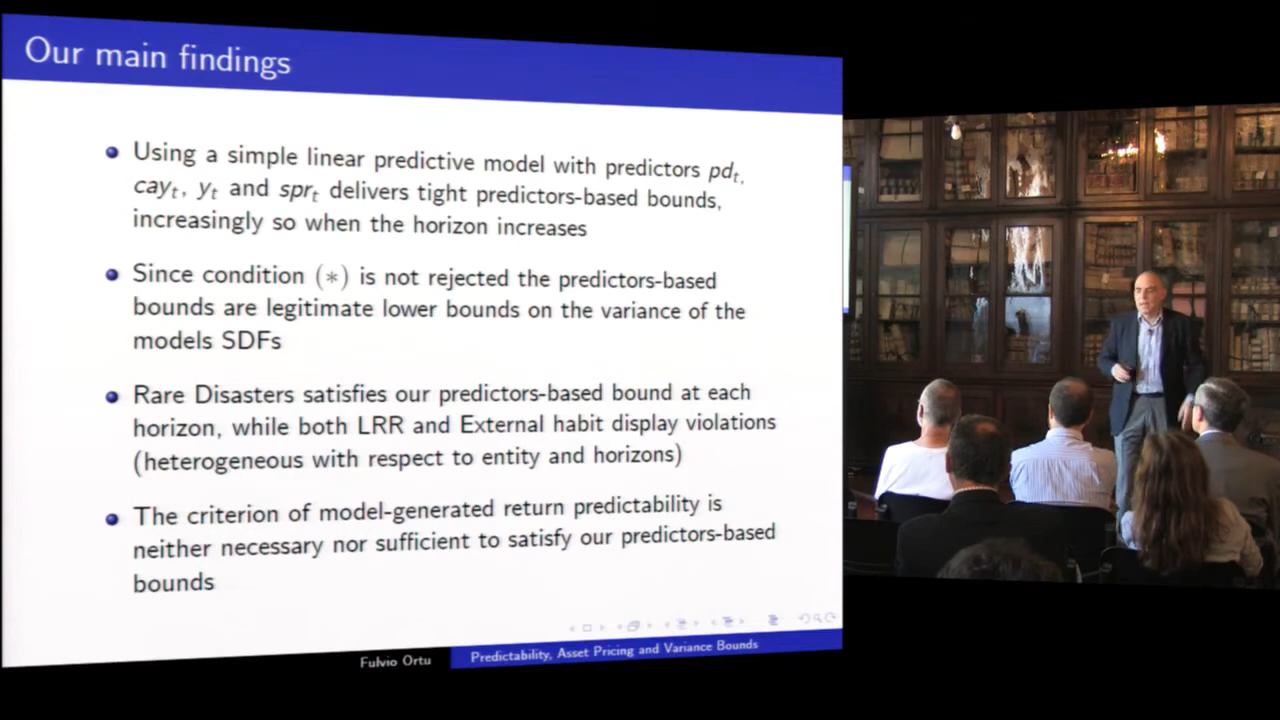 Our main findings
Using a simple linear predictive model with predictors pd_t,
cay_t, y_t and spr_t delivers tight predictors-based bounds,
increasingly so when the horizon increases
Since condition (∗) is not rejected the predictors-based
bounds are legitimate lower bounds on the variance of the
models SDFs
Rare Disasters satisfies our predictors-based bound at each
horizon, while both LRR and External habit display violations
(heterogeneous with respect to entity and horizons)
The criterion of model-generated return predictability is
neither necessary nor sufficient to satisfy our predictors-based
bounds
Fulvio Ortu
Predictability, Asset Pricing and Variance Bounds